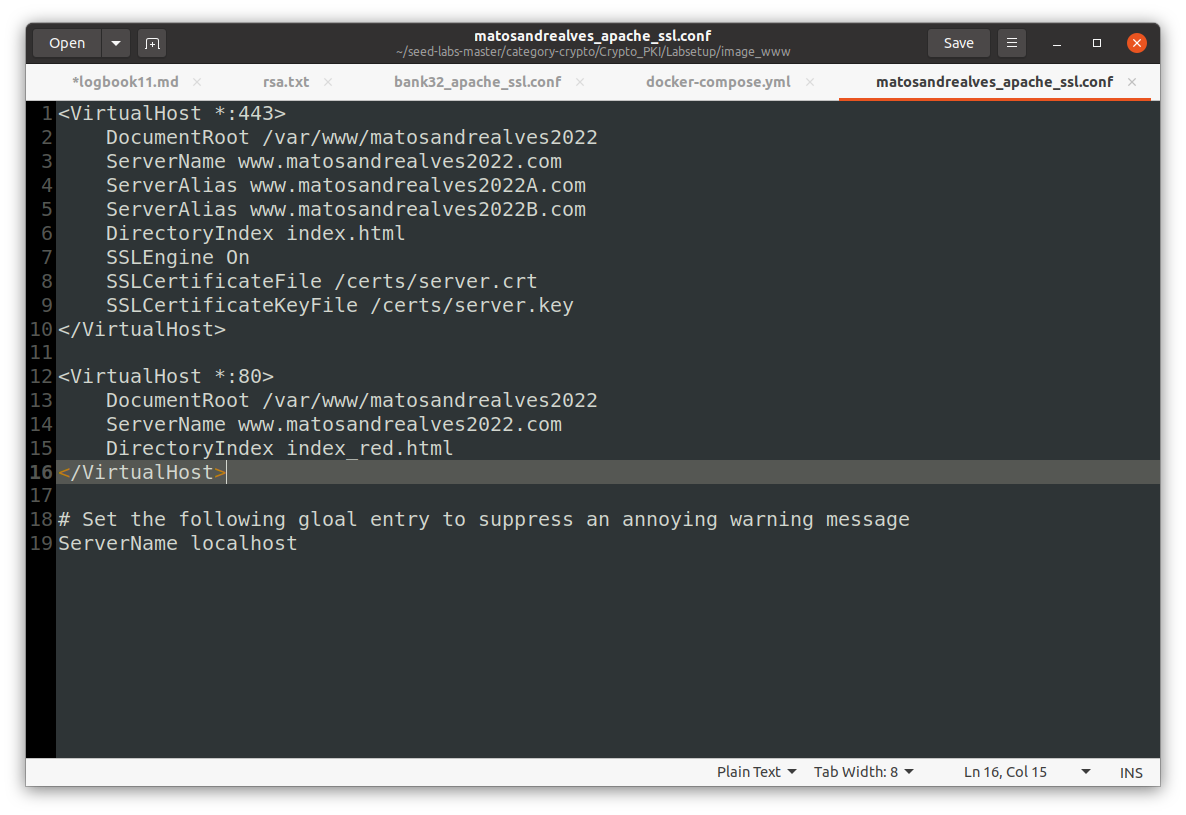 Open
matosandrealves_apache_ssl.conf
~/seed-labs-master/category-crypto/Crypto_PKI/Labsetup/image_www
Save
*logbook11.md × rsa.txt × bank32_apache_ssl.conf × docker-compose.yml × matosandrealves_apache_ssl.conf ×
1 <VirtualHost *:443>
2     DocumentRoot /var/www/matosandrealves2022
3     ServerName www.matosandrealves2022.com
4     ServerAlias www.matosandrealves2022A.com
5     ServerAlias www.matosandrealves2022B.com
6     DirectoryIndex index.html
7     SSLEngine On
8     SSLCertificateFile /certs/server.crt
9     SSLCertificateKeyFile /certs/server.key
10 </VirtualHost>
11
12 <VirtualHost *:80>
13     DocumentRoot /var/www/matosandrealves2022
14     ServerName www.matosandrealves2022.com
15     DirectoryIndex index_red.html
16 </VirtualHost>
17
18 # Set the following gloal entry to suppress an annoying warning message
19 ServerName localhost
Plain Text Tab Width: 8 Ln 16, Col 15 INS